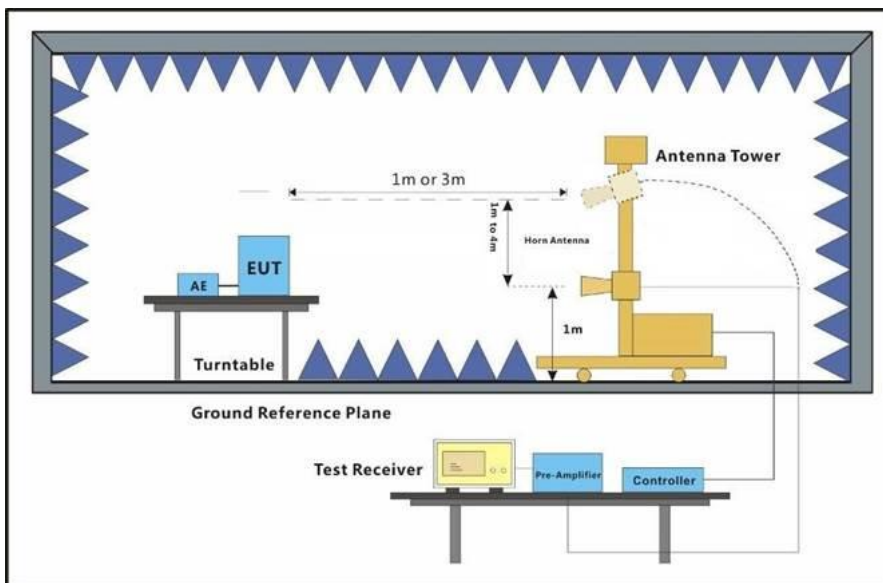 Antenna Tower
1m or 3m
1m to 4m
Horn Antenna
EUT
AE
1m
Turntable
Ground Reference Plane
Test Receiver
Pre-Amplifier
Controller